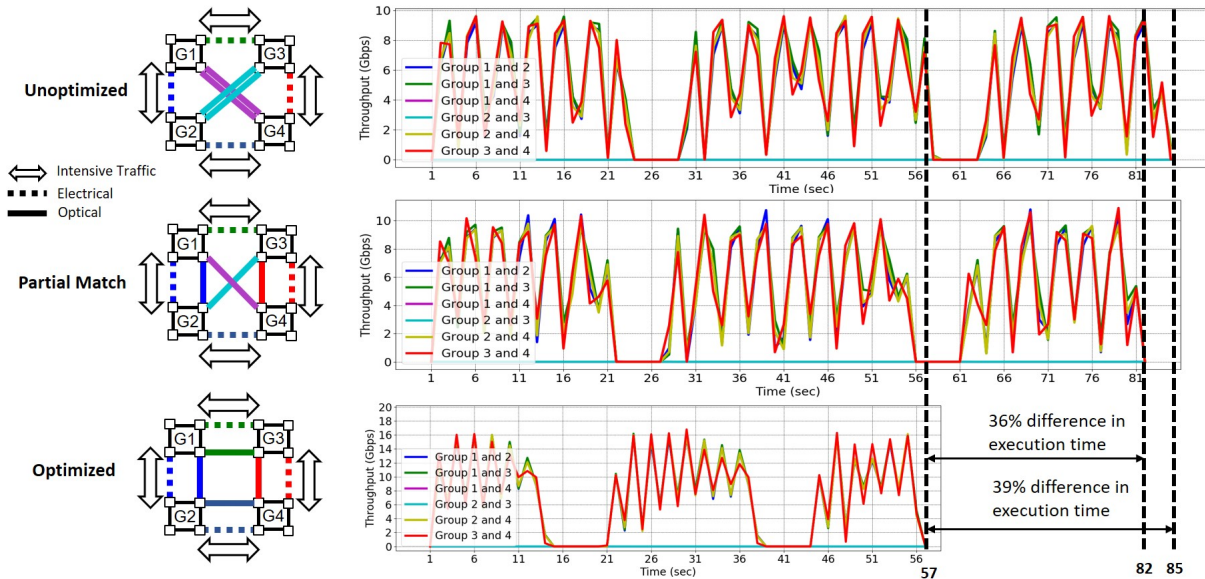 Unoptimized
G1
G3
G2
G4
Intensive Traffic
Electrical
Optical
Throughput (Gbps)
10
8
6
4
2
0
Group 1 and 2
Group 1 and 3
Group 1 and 4
Group 2 and 3
Group 2 and 4
Group 3 and 4
1 6 11 16 21 26 31 36 41 46 51 56 61 66 71 76 81
Time (sec)
Partial Match
G1
G3
G2
G4
Throughput (Gbps)
10
8
6
4
2
0
Group 1 and 2
Group 1 and 3
Group 1 and 4
Group 2 and 3
Group 2 and 4
Group 3 and 4
1 6 11 16 21 26 31 36 41 46 51 56 61 66 71 76 81
Time (sec)
Optimized
G1
G3
G2
G4
Throughput (Gbps)
20
18
16
14
12
10
8
6
4
2
0
Group 1 and 2
Group 1 and 3
Group 1 and 4
Group 2 and 3
Group 2 and 4
Group 3 and 4
1 6 11 16 21 26 31 36 41 46 51 56
Time (sec)
36% difference in
execution time
39% difference in
execution time
57
82
85